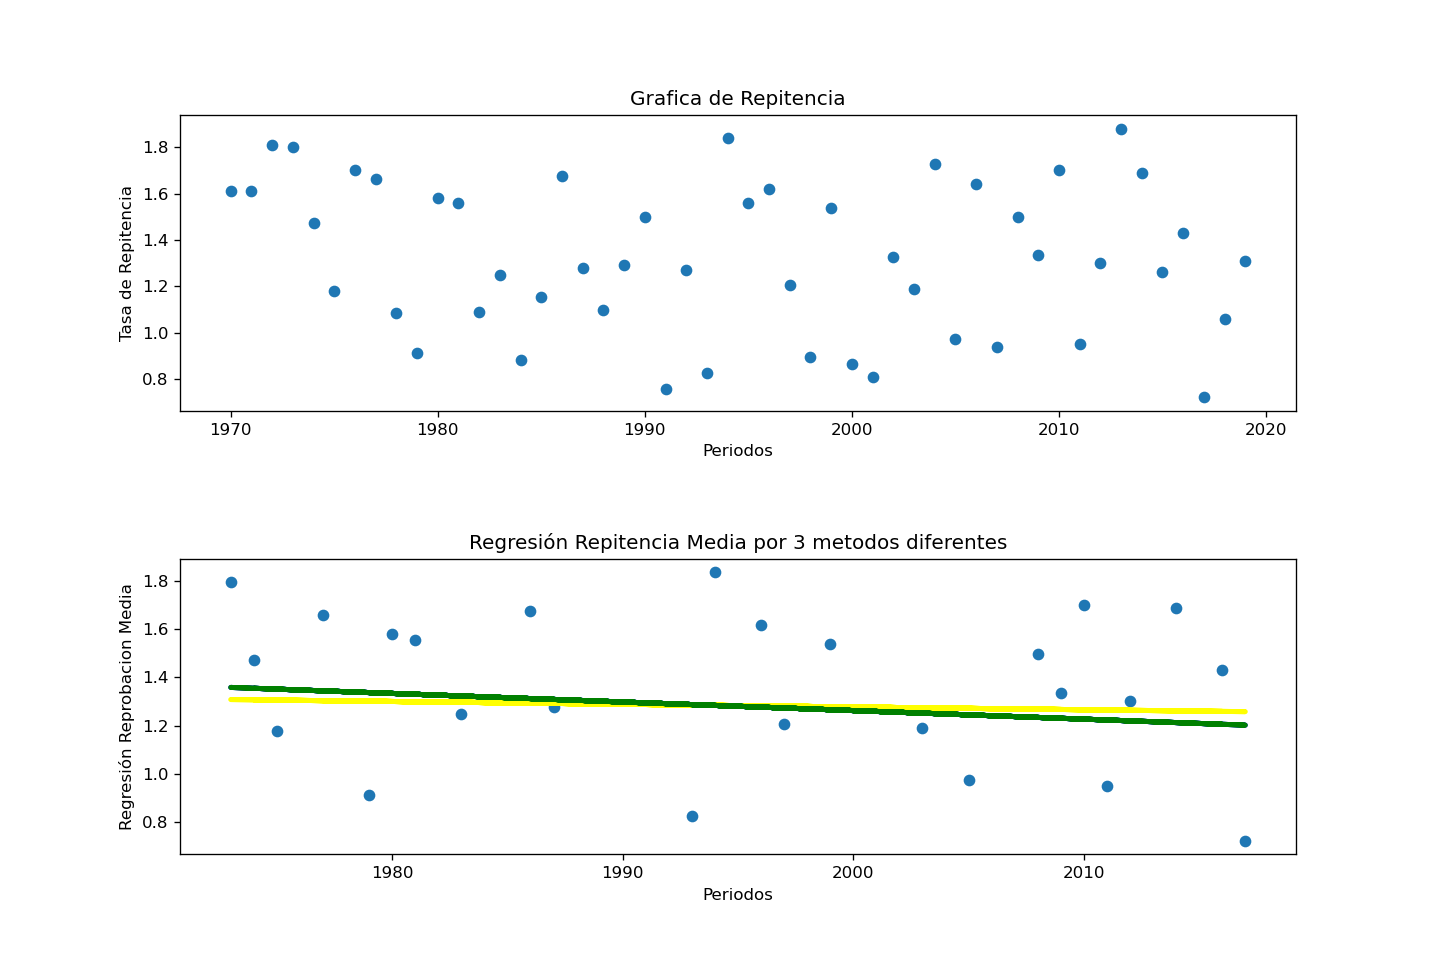 Grafica de Repitencia
Tasa de Repitencia
1.8
1.6
1.4
1.2
1.0
0.8
1970 1980 1990 2000 2010 2020
Periodos
Regresión Repitencia Media por 3 metodos diferentes
Regresión Reprobacion Media
1.8
1.6
1.4
1.2
1.0
0.8
1980 1990 2000 2010
Periodos